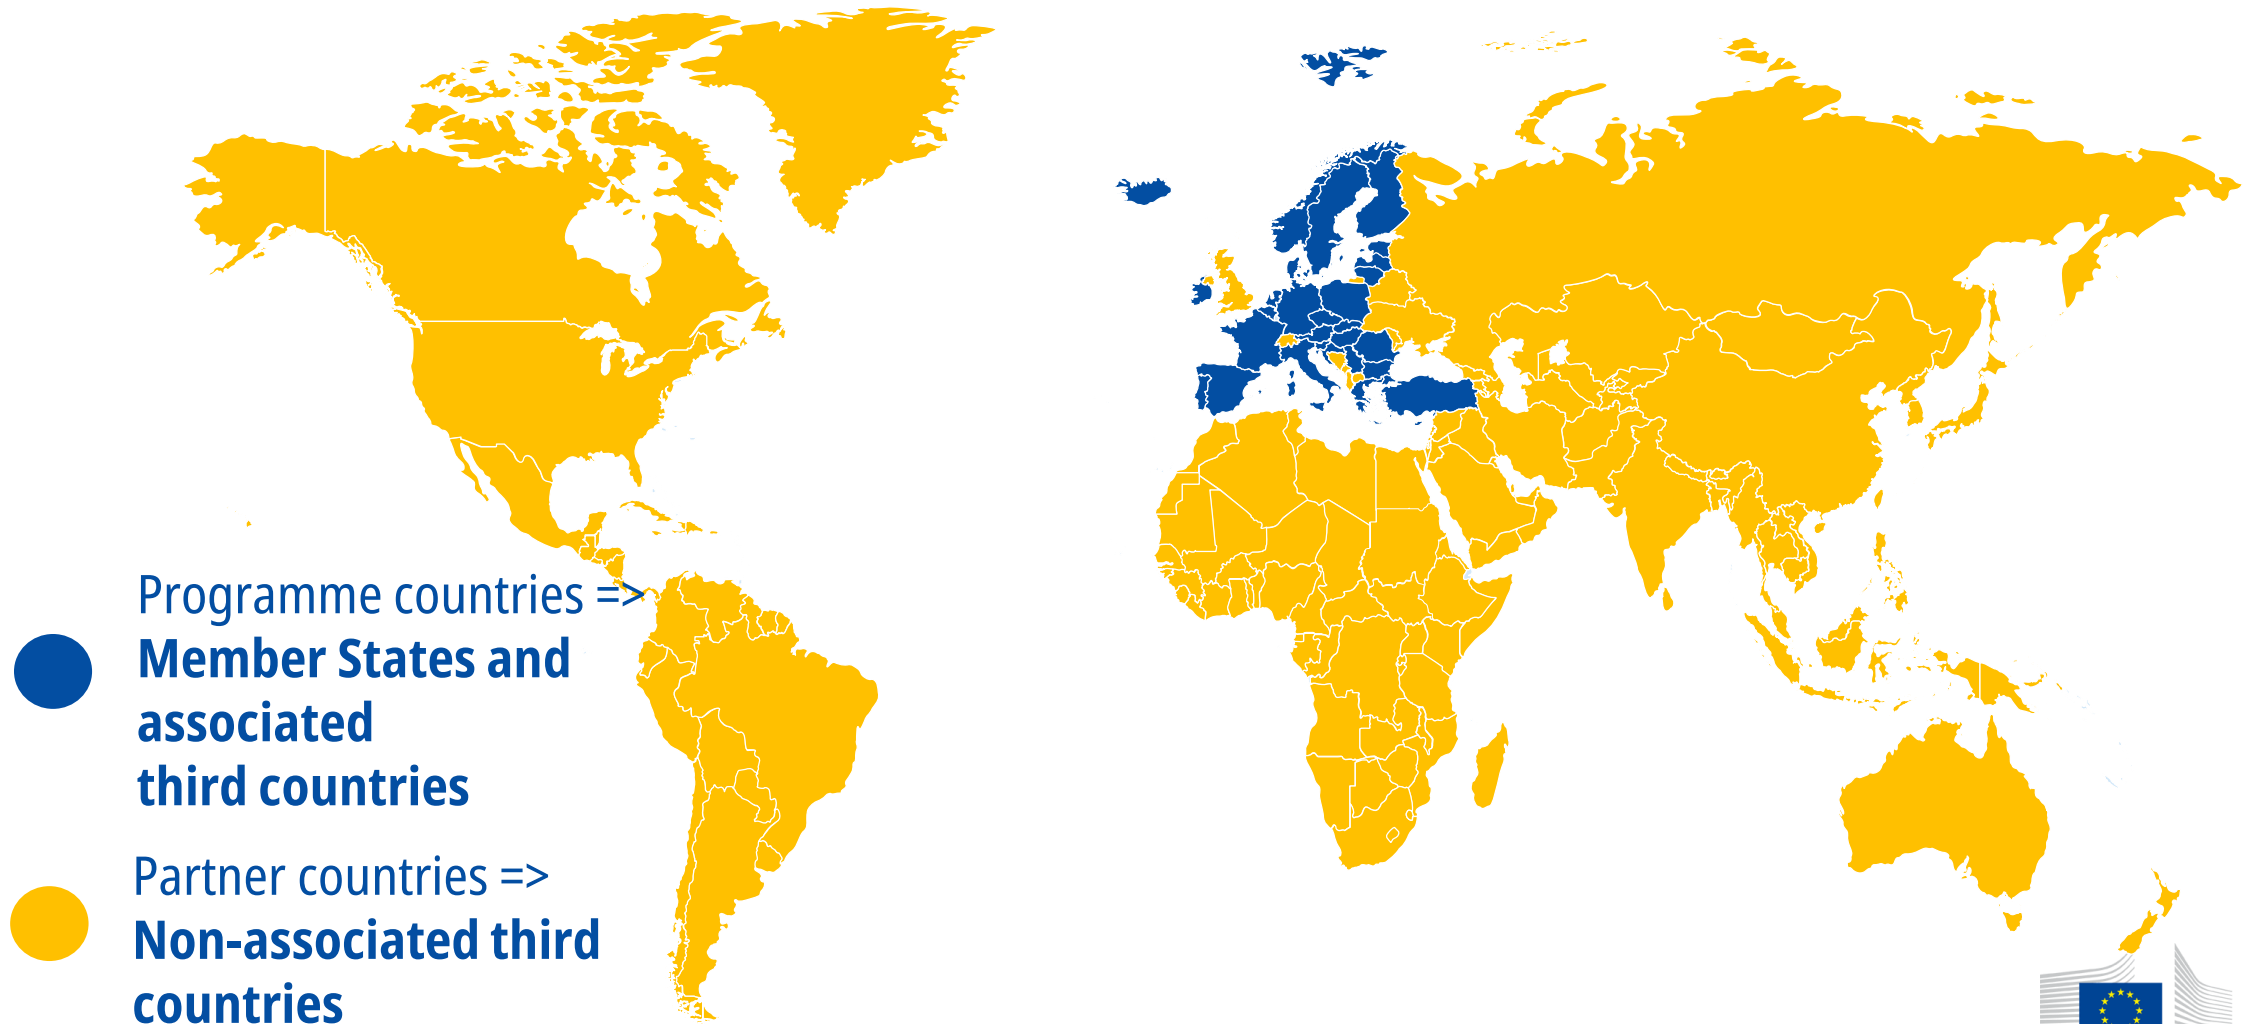 Programme countries =>
Member States and
associated
third countries
Partner countries =>
Non-associated third
countries